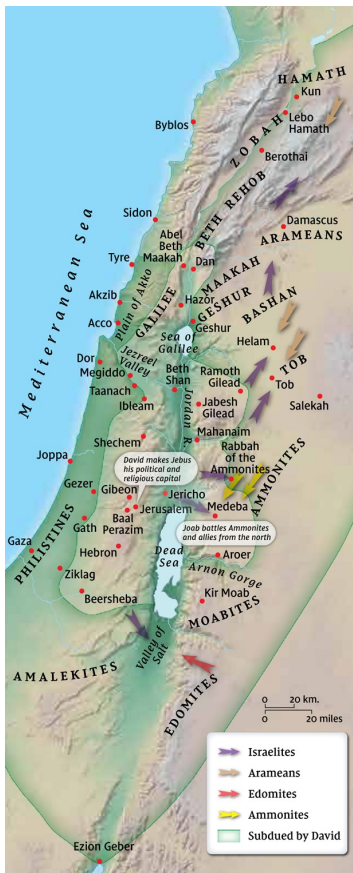 HAMATH
Kun
Lebo
Hamath
Byblos
ZOBAH
Berothai
BETH REHOB
Mediterranean Sea
Sidon
Damascus
ARAMEANS
Abel
Beth
Maakah
Dan
Tyre
MAAKAH
Plain of Akko
GALILEE
Akzib
Hazor
GESHUR
BASHAN
Acco
Geshur
Sea of
Galilee
Helam
Dor
Jezreel
Valley
Megiddo
Beth
Shan
Ramoth
Gilead
TOB
Tob
Taanach
Ibleam
Jabesh
Gilead
Salekah
Jordan R.
Mahanaim
Shechem
Rabbah
of the
Ammonites
AMMONITES
Joppa
David makes Jebus
his political and
religious capital
Gezer
Gibeon
Jericho
Jerusalem
Medeba
Gath
Baal
Perazim
Joab battles Ammonites
and allies from the north
PHILISTINES
Gaza
Hebron
Dead
Sea
Aroer
Arnon Gorge
Ziklag
Beersheba
Kir Moab
MOABITES
Valley of
Salt
AMALEKITES
EDOMITES
0 20 km.
0 20 miles
Israelites
Arameans
Edomites
Ammonites
Subdued by David
Ezion Geber